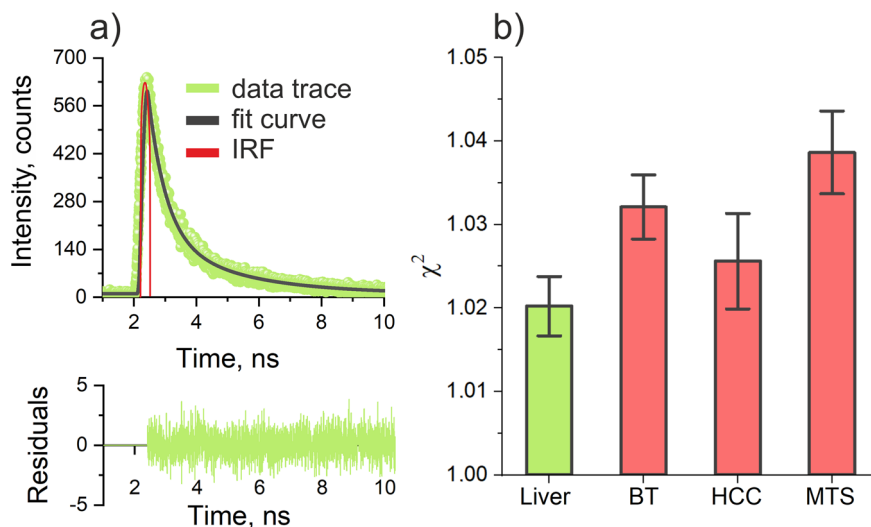 a)
700
560
420
280
140
0
Intensity, counts
data trace
fit curve
IRF
2 4 6 8 10
Time, ns
5
0
-5
Residuals
2 4 6 8 10
Time, ns
b)
1.05
1.04
1.03
1.02
1.01
1.00
χ²
Liver BT HCC MTS